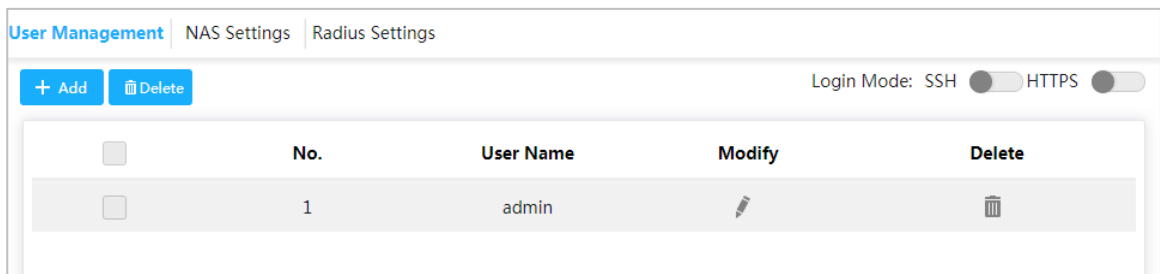 User Management NAS Settings Radius Settings
+ Add Delete Login Mode: SSH HTTPS
No. User Name Modify Delete
1 admin